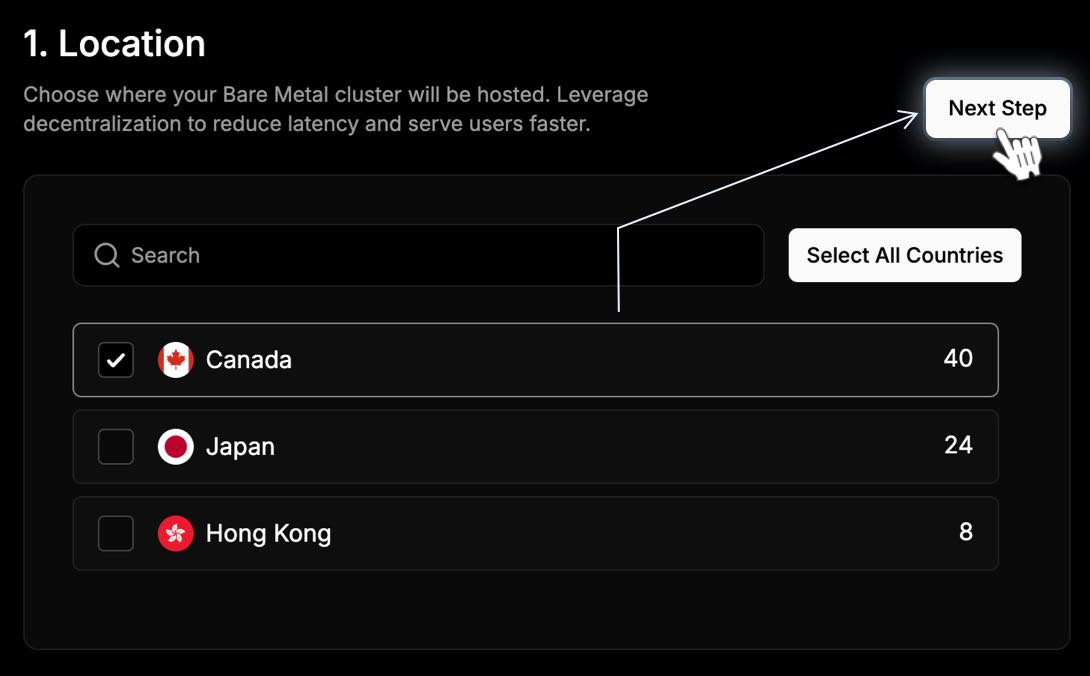 1. Location
Choose where your Bare Metal cluster will be hosted. Leverage
decentralization to reduce latency and serve users faster.
Next Step
Search
Select All Countries
Canada
40
Japan
24
Hong Kong
8